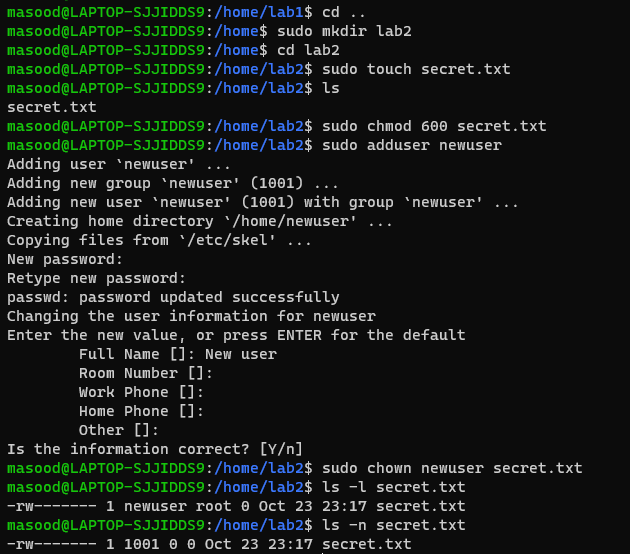 masood@LAPTOP-SJJIDDS9:/home/lab1$ cd ..
masood@LAPTOP-SJJIDDS9:/home$ sudo mkdir lab2
masood@LAPTOP-SJJIDDS9:/home$ cd lab2
masood@LAPTOP-SJJIDDS9:/home/lab2$ sudo touch secret.txt
masood@LAPTOP-SJJIDDS9:/home/lab2$ ls
secret.txt
masood@LAPTOP-SJJIDDS9:/home/lab2$ sudo chmod 600 secret.txt
masood@LAPTOP-SJJIDDS9:/home/lab2$ sudo adduser newuser
Adding user `newuser' ...
Adding new group `newuser' (1001) ...
Adding new user `newuser' (1001) with group `newuser' ...
Creating home directory `/home/newuser' ...
Copying files from `/etc/skel' ...
New password:
Retype new password:
passwd: password updated successfully
Changing the user information for newuser
Enter the new value, or press ENTER for the default
        Full Name []: New user
        Room Number []:
        Work Phone []:
        Home Phone []:
        Other []:
Is the information correct? [Y/n]
masood@LAPTOP-SJJIDDS9:/home/lab2$ sudo chown newuser secret.txt
masood@LAPTOP-SJJIDDS9:/home/lab2$ ls -l secret.txt
-rw------- 1 newuser root 0 Oct 23 23:17 secret.txt
masood@LAPTOP-SJJIDDS9:/home/lab2$ ls -n secret.txt
-rw------- 1 1001 0 0 Oct 23 23:17 secret.txt